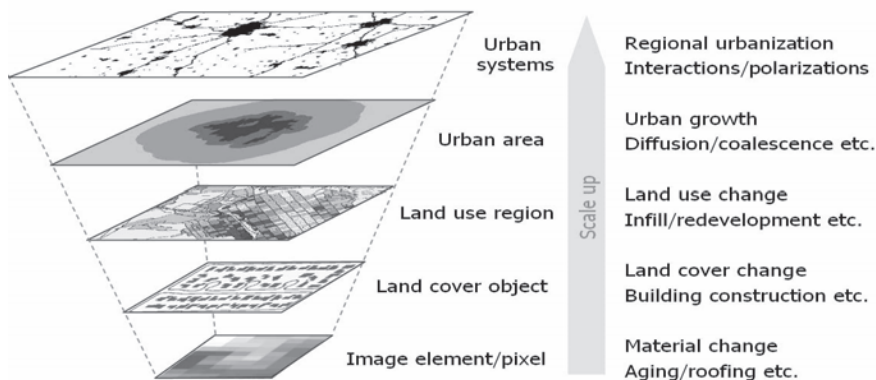 Urban
systems
Regional urbanization
Interactions/polarizations
Urban area
Urban growth
Diffusion/coalescence etc.
Land use region
Land use change
Infill/redevelopment etc.
Land cover object
Land cover change
Building construction etc.
Image element/pixel
Material change
Aging/roofing etc.
Scale up